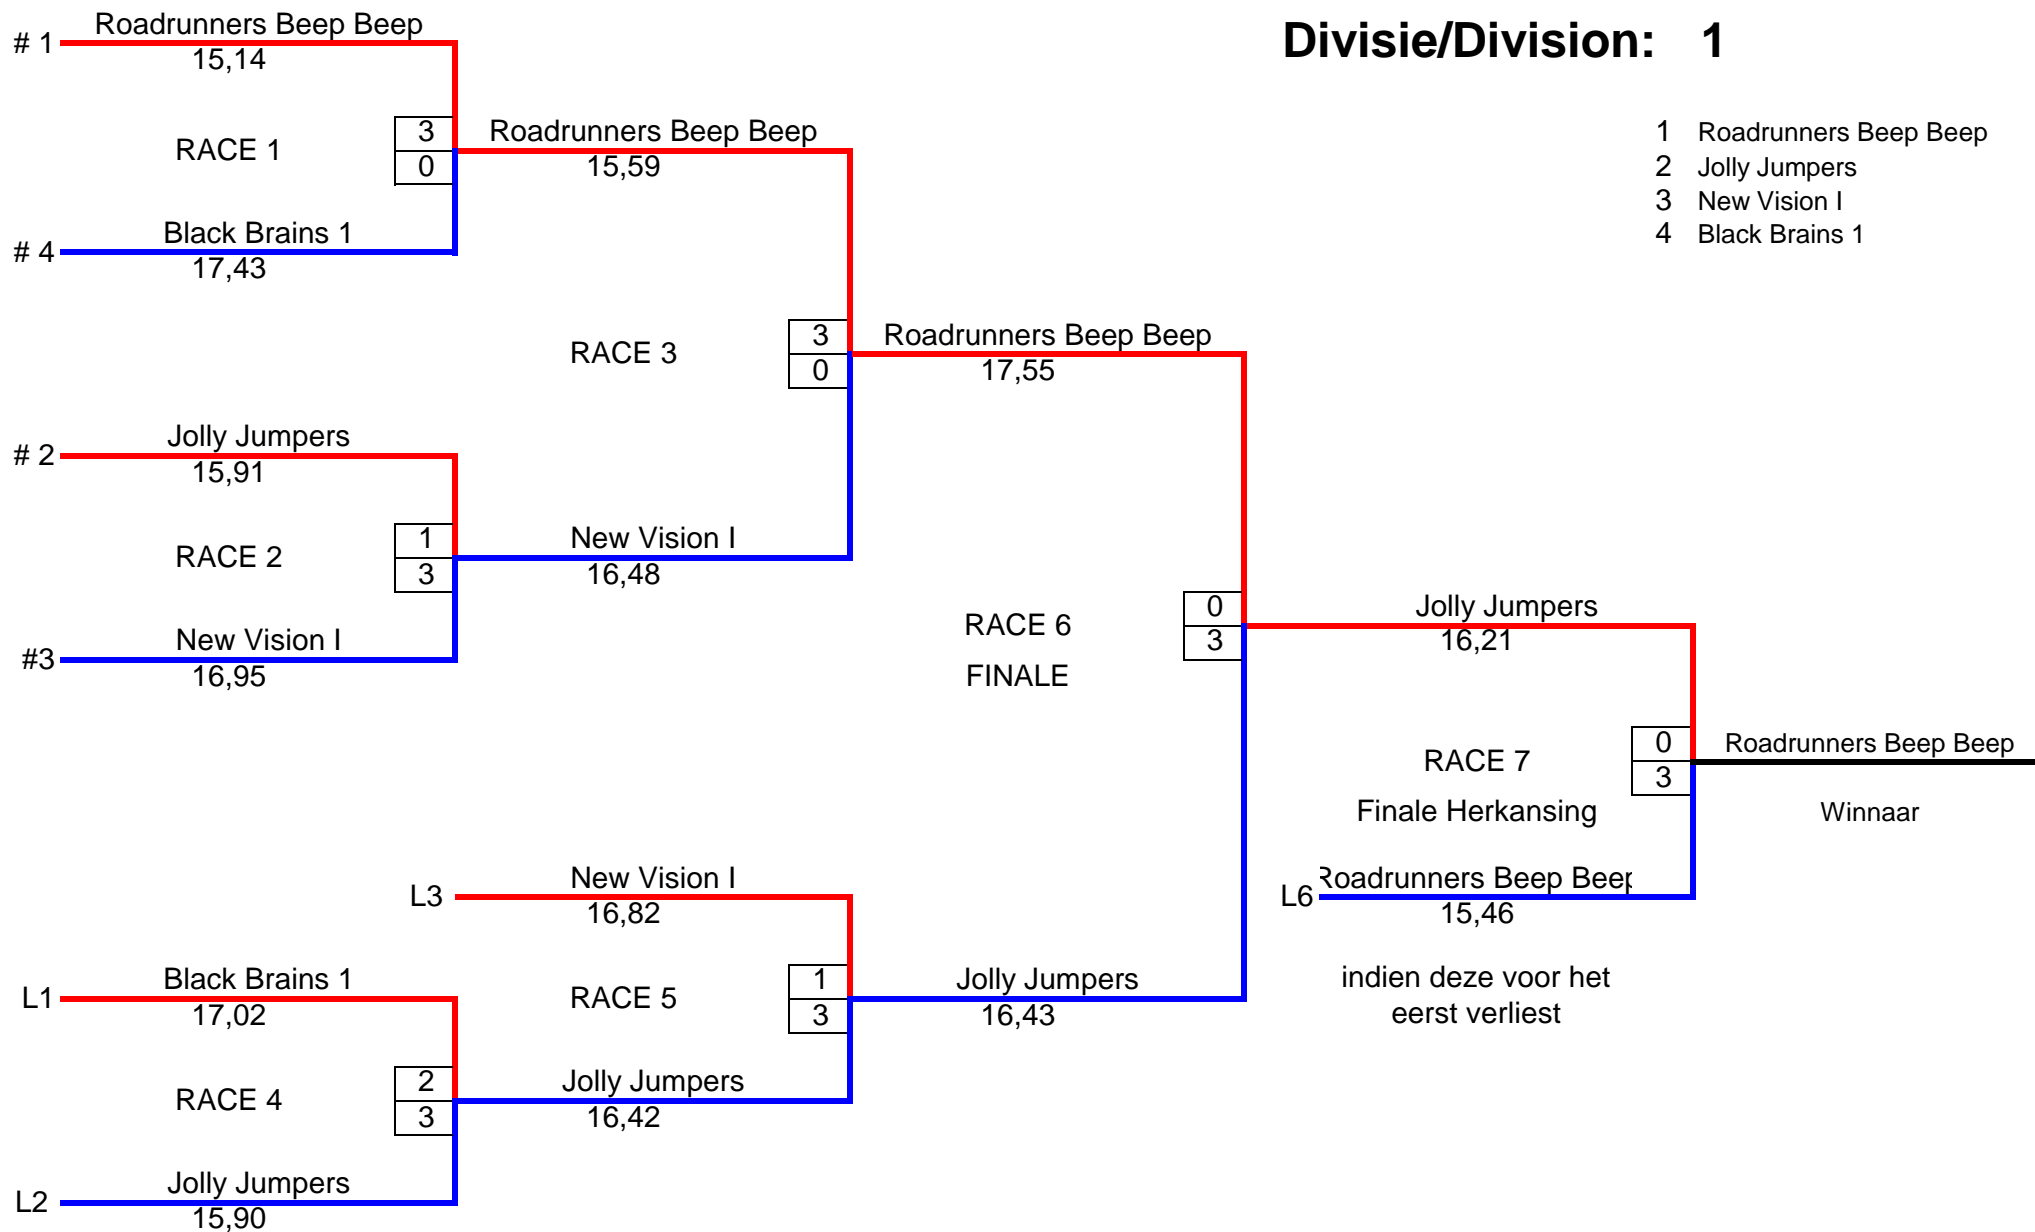 Divisie/Division: 1
1 Roadrunners Beep Beep
2 Jolly Jumpers
3 New Vision I
4 Black Brains 1
# 1
Roadrunners Beep Beep
15,14
RACE 1
3
0
# 4
Black Brains 1
17,43
Roadrunners Beep Beep
15,59
# 2
Jolly Jumpers
15,91
RACE 2
1
3
#3
New Vision I
16,95
New Vision I
16,48
RACE 3
3
0
Roadrunners Beep Beep
17,55
L1
Black Brains 1
17,02
RACE 4
2
3
L2
Jolly Jumpers
15,90
L3
New Vision I
16,82
RACE 5
1
3
Jolly Jumpers
16,42
Jolly Jumpers
16,43
RACE 6
FINALE
0
3
Jolly Jumpers
16,21
RACE 7
Finale Herkansing
0
3
L6
Roadrunners Beep Beep
15,46
indien deze voor het
eerst verliest
Roadrunners Beep Beep
Winnaar